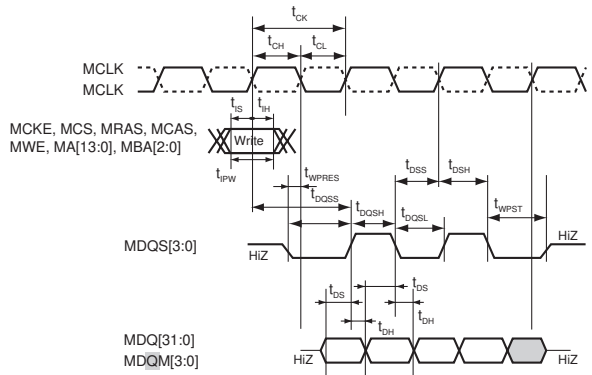 tCK
tCH tCL
MCLK
MCLK
tIS tIH
MCKE, MCS, MRAS, MCAS,
MWE, MA[13:0], MBA[2:0]
Write
tIPW
tWPRES
tDSS tDSH
tDQSS
tDQSH tDQSL
tWPST
MDQS[3:0]
HiZ
HiZ
tDS tDS
tDH tDH
MDQ[31:0]
MDQM[3:0]
HiZ
HiZ